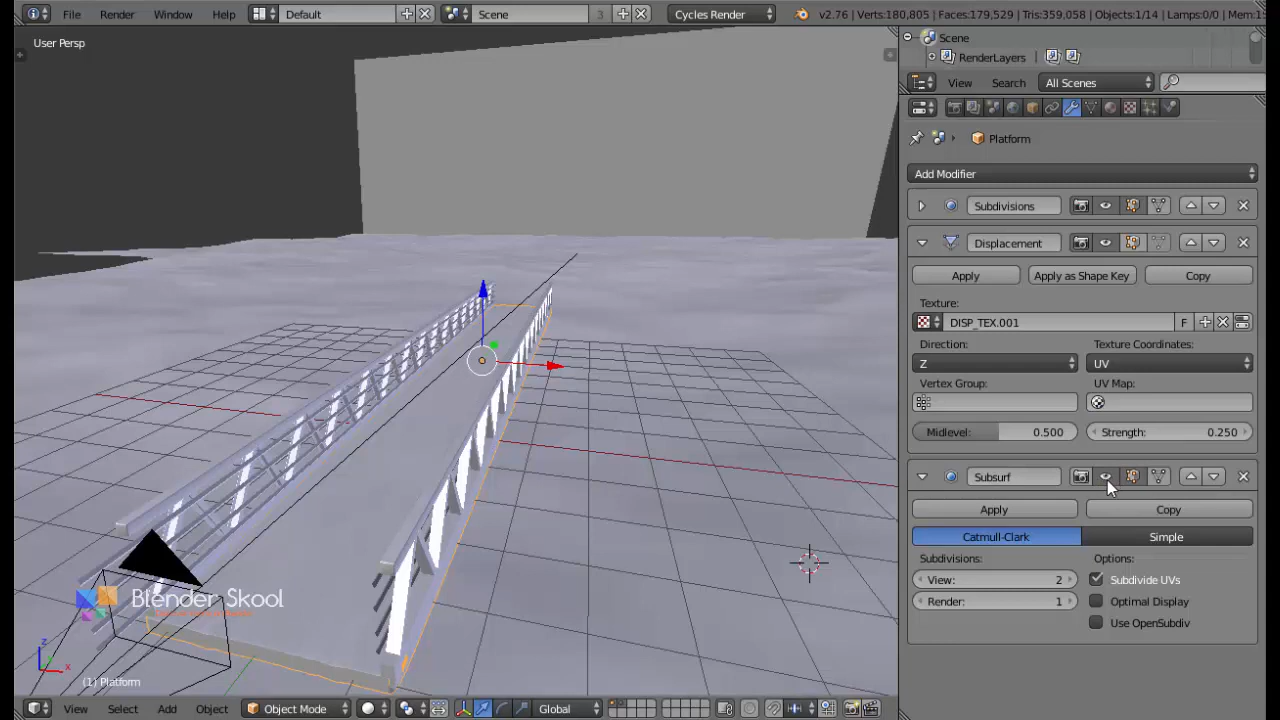 File Render Window Help Default Scene 3 Cycles Render v2.76 | Verts:180,805 | Faces:179,529 | Tris:359,058 | Objects:1/14 | Lamps:0/0 | Mem:1
User Persp
Scene
RenderLayers
View Search All Scenes
Platform
Add Modifier
Subdivisions
Displacement
Apply Apply as Shape Key Copy
Texture:
DISP_TEX.001 F
Direction: Texture Coordinates:
Z UV
Vertex Group: UV Map:
Midlevel: 0.500 Strength: 0.250
Subsurf
Apply Copy
Catmull-Clark Simple
Subdivisions: Options:
View: 2 Subdivide UVs
Render: 1 Optimal Display
Use OpenSubdiv
Blender Skool
z
x
(1) Platform
View Select Add Object Object Mode Global